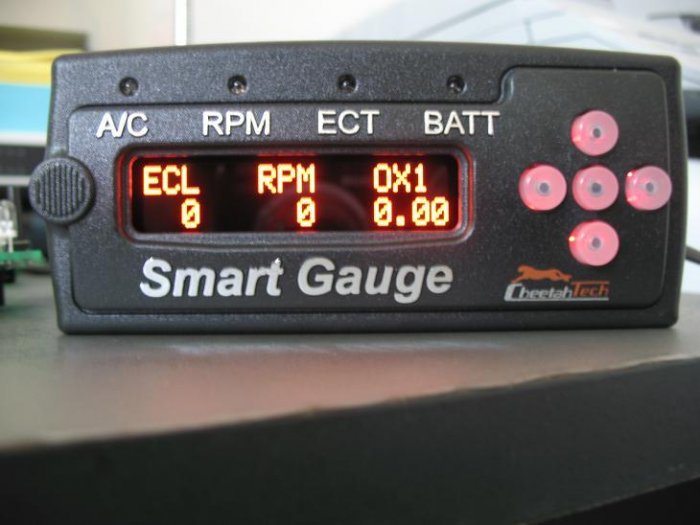 A/C RPM ECT BATT
ECL RPM OX1
0 0 0.00
Smart Gauge
CheetahTech